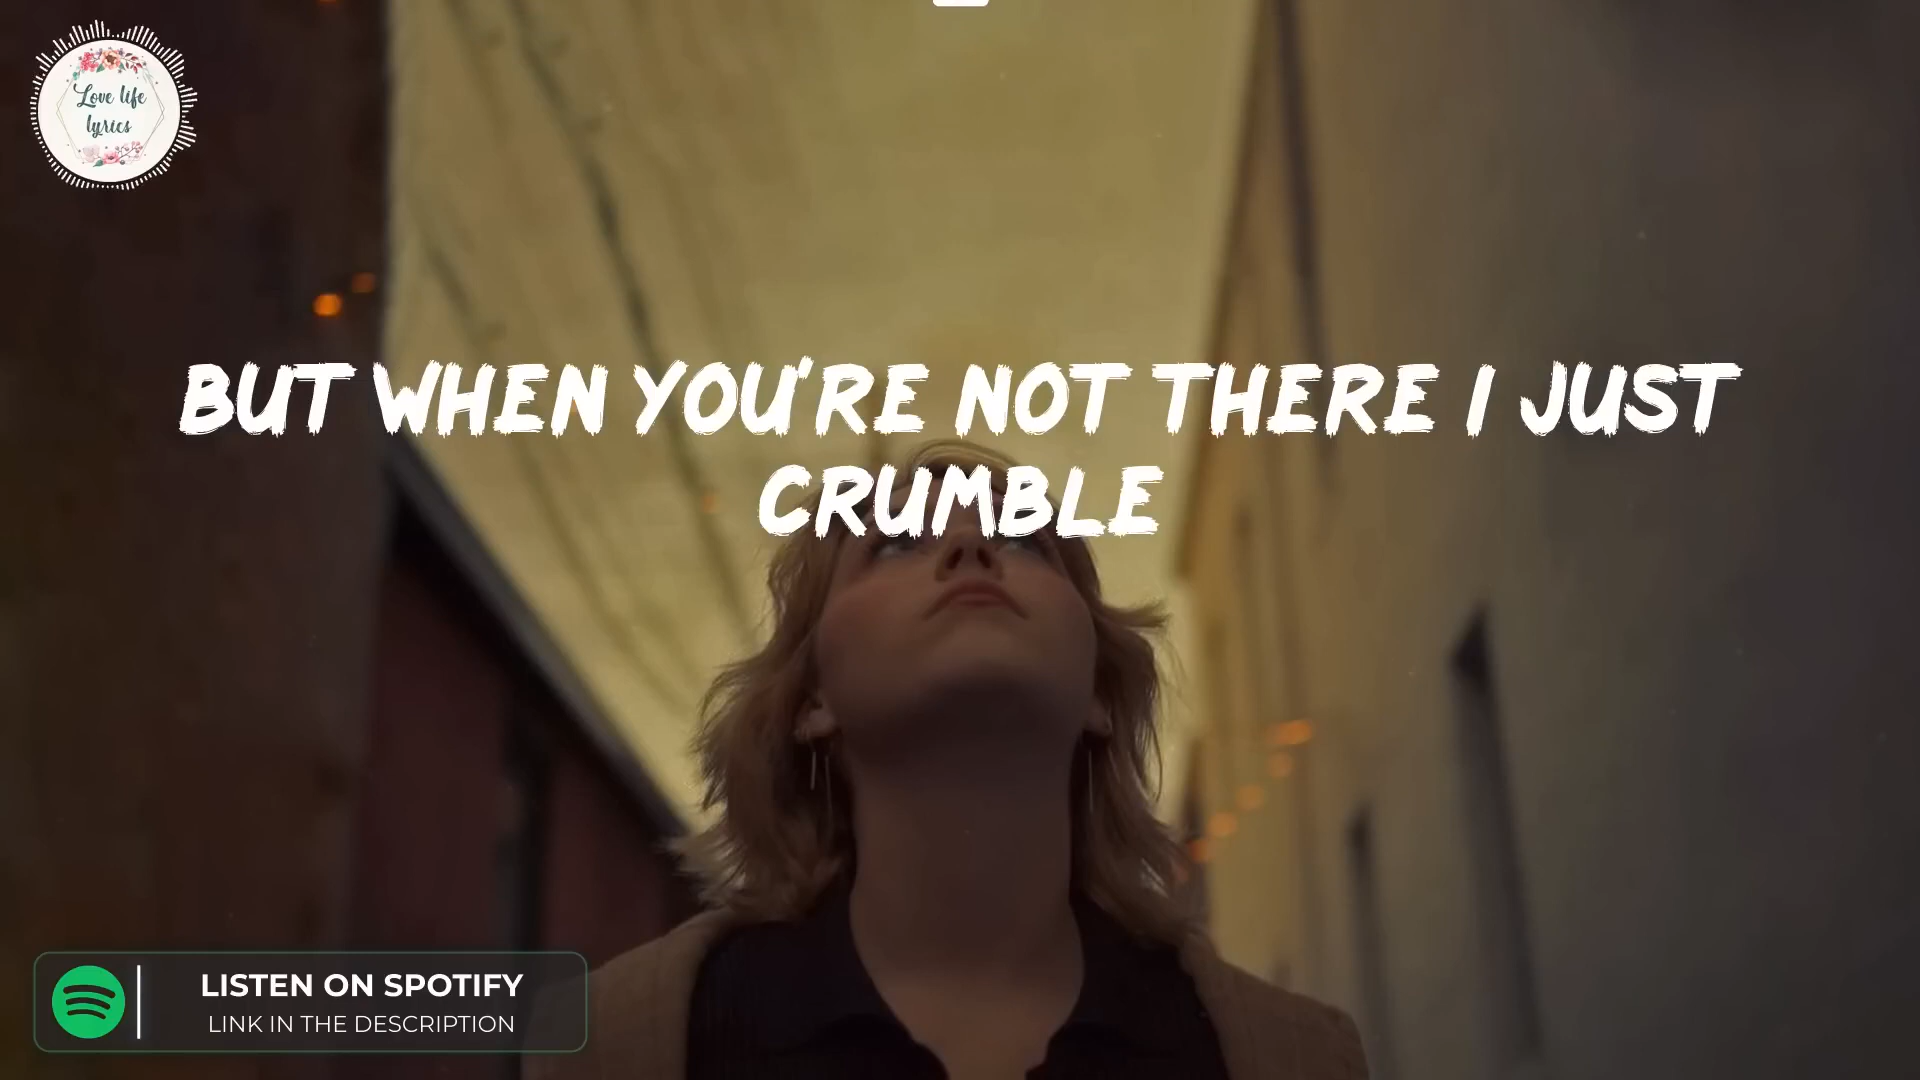 Love life
lyrics
BUT WHEN YOU'RE NOT THERE I JUST
CRUMBLE
LISTEN ON SPOTIFY
LINK IN THE DESCRIPTION